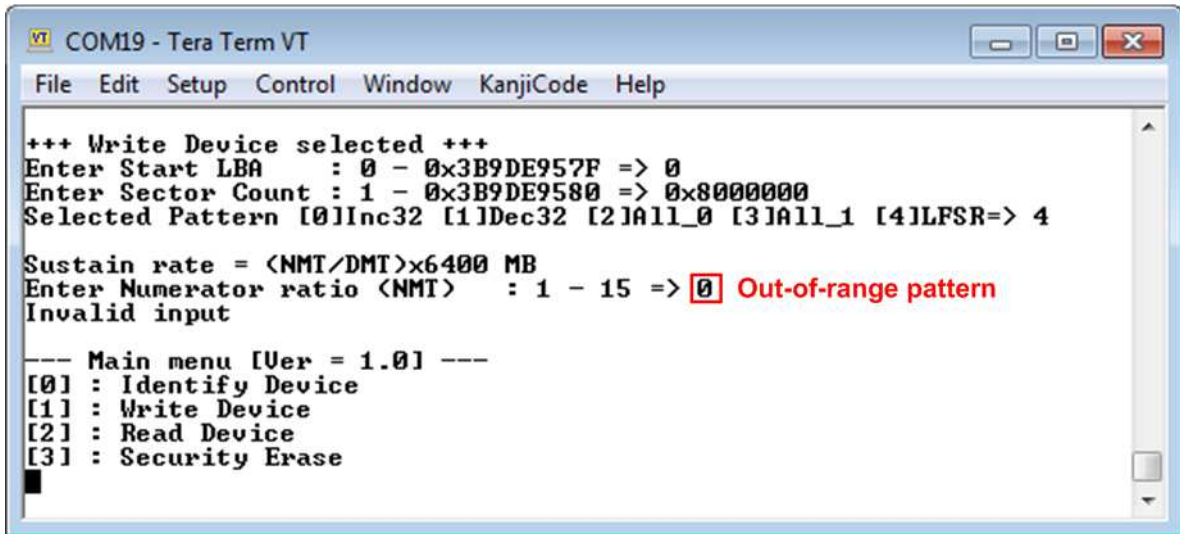 COM19 - Tera Term VT
File Edit Setup Control Window KanjiCode Help
+++ Write Device selected +++
Enter Start LBA : 0 - 0x3B9DE957F => 0
Enter Sector Count : 1 - 0x3B9DE9580 => 0x8000000
Selected Pattern [0]Inc32 [1]Dec32 [2]All_0 [3]All_1 [4]LFSR=> 4
Sustain rate = (NMT/DMT)x6400 MB
Enter Numerator ratio (NMT) : 1 - 15 => 0 Out-of-range pattern
Invalid input
--- Main menu [Ver = 1.0] ---
[0] : Identify Device
[1] : Write Device
[2] : Read Device
[3] : Security Erase